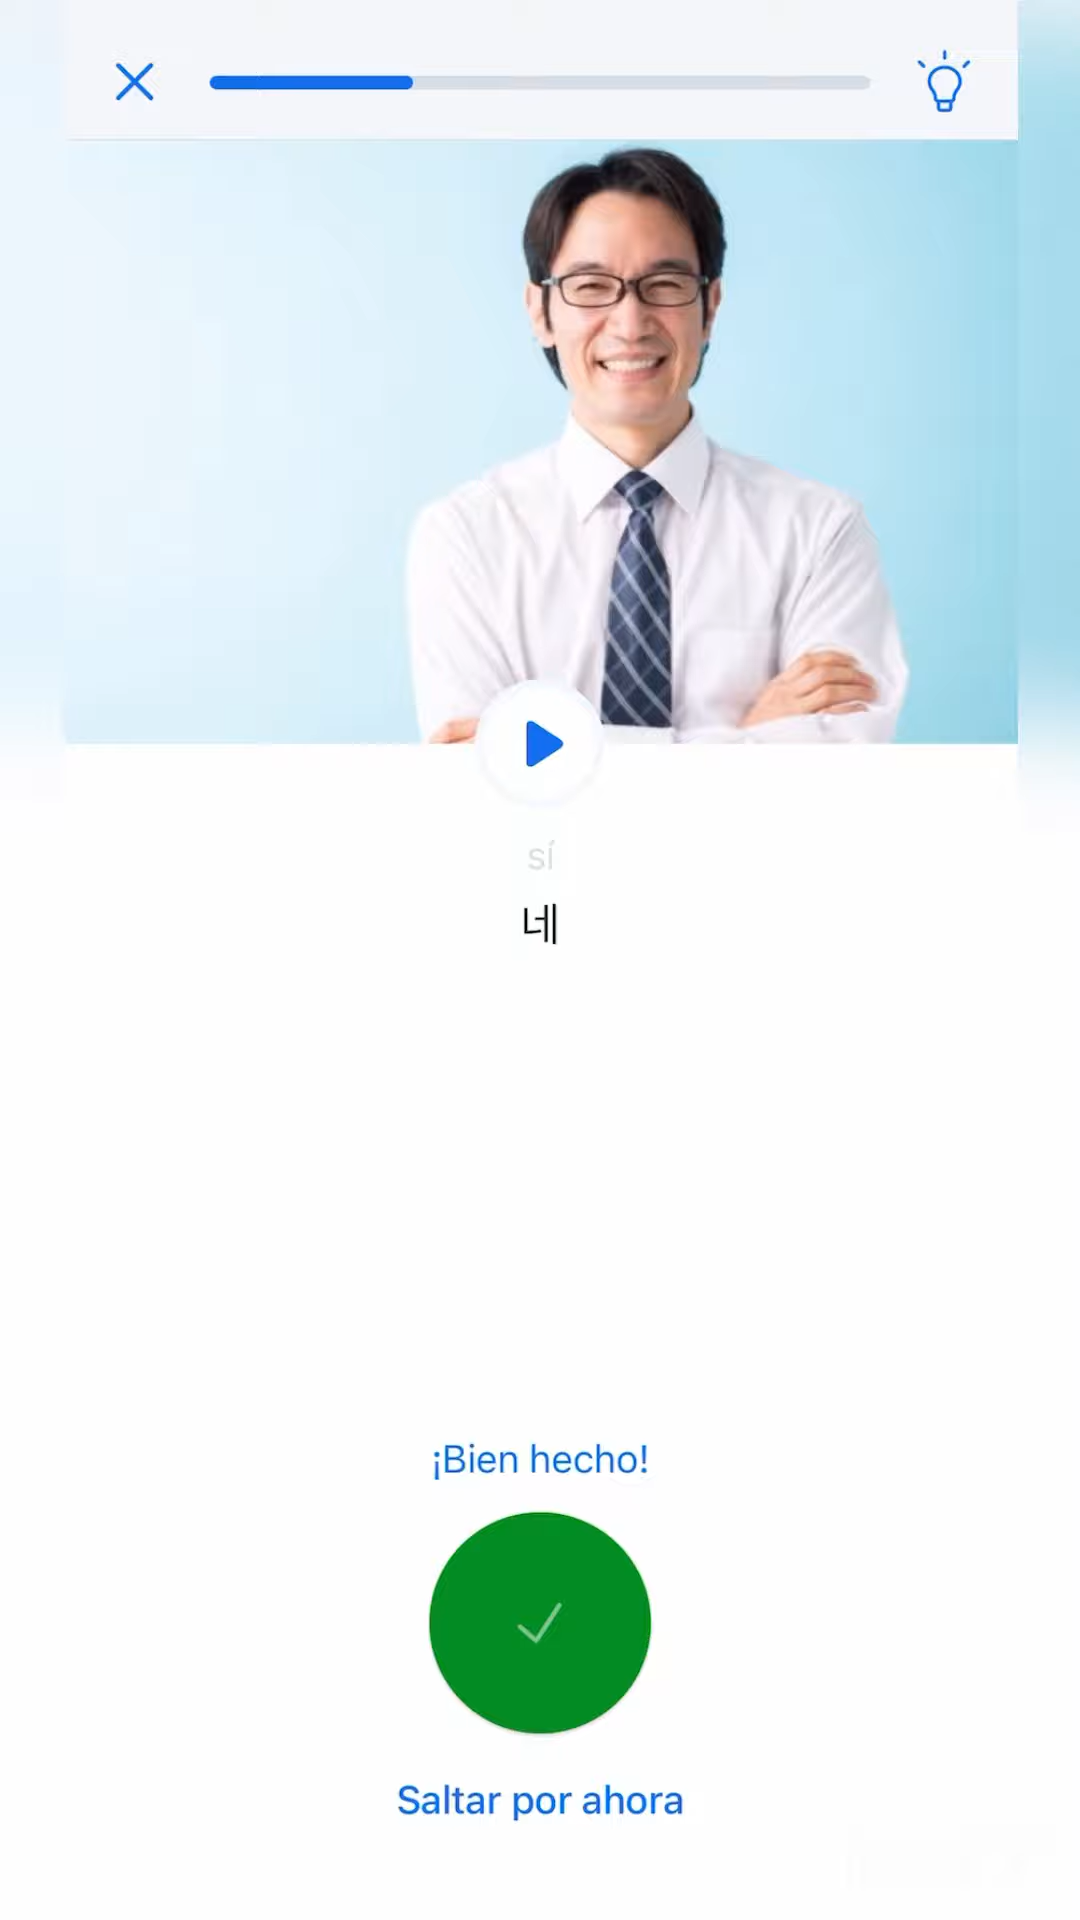 sí
네
¡Bien hecho!
Saltar por ahora